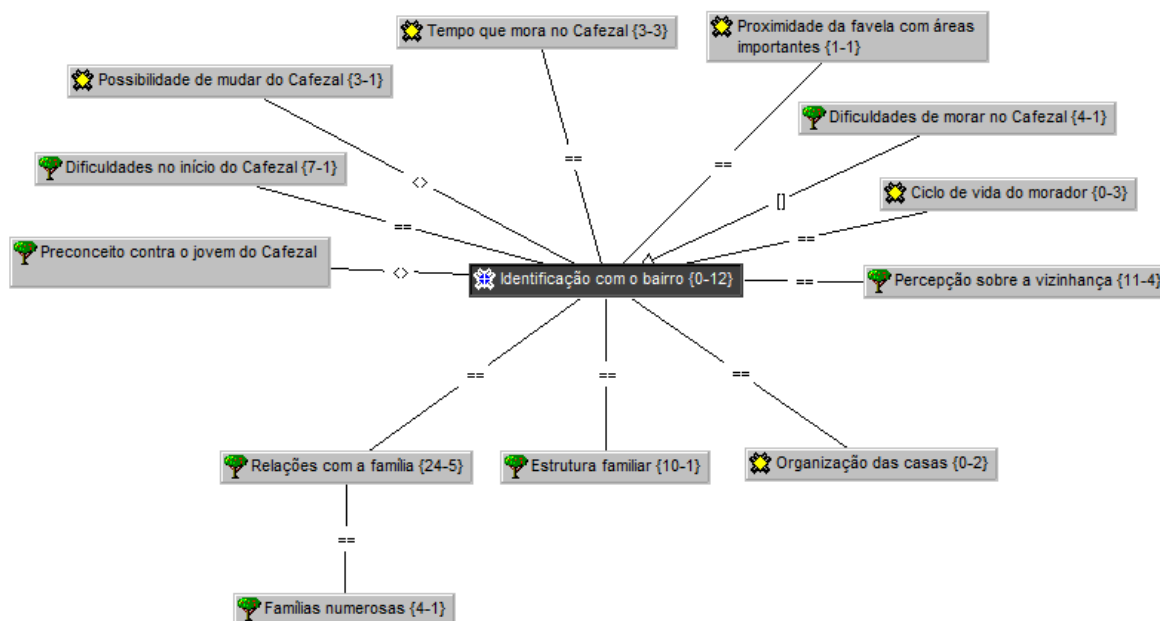 Tempo que mora no Cafezal {3-3}
Proximidade da favela com áreas
importantes {1-1}
Possibilidade de mudar do Cafezal {3-1}
Dificuldades de morar no Cafezal {4-1}
==
==
Dificuldades no início do Cafezal {7-1}
<>
[]
Ciclo de vida do morador {0-3}
==
==
Preconceito contra o jovem do Cafezal
<>
Identificação com o bairro {0-12}
==
Percepção sobre a vizinhança {11-4}
==
==
==
Relações com a família {24-5}
Estrutura familiar {10-1}
Organização das casas {0-2}
==
Famílias numerosas {4-1}